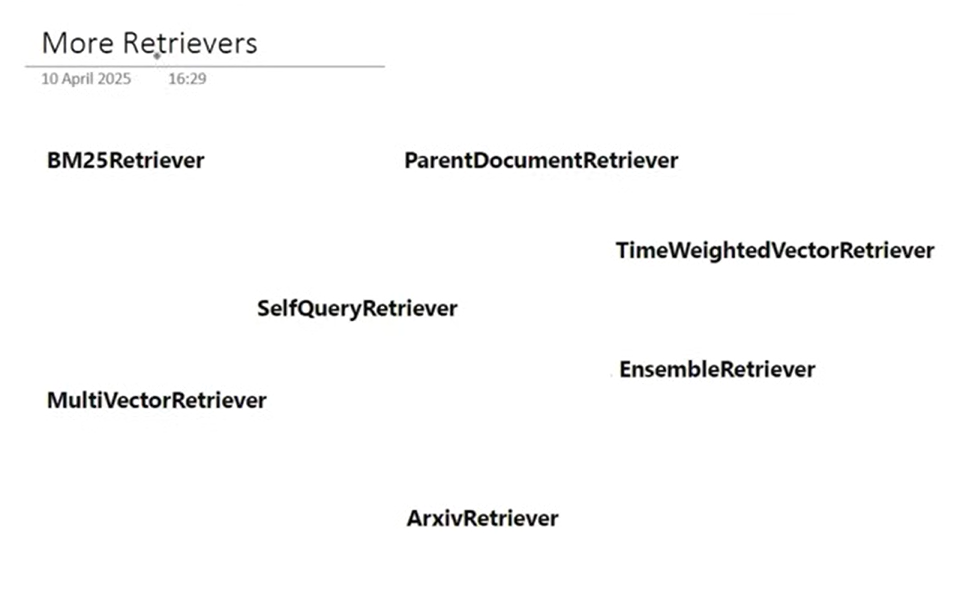 More Retrievers
10 April 2025 16:29
BM25Retriever
ParentDocumentRetriever
TimeWeightedVectorRetriever
SelfQueryRetriever
EnsembleRetriever
MultiVectorRetriever
ArxivRetriever